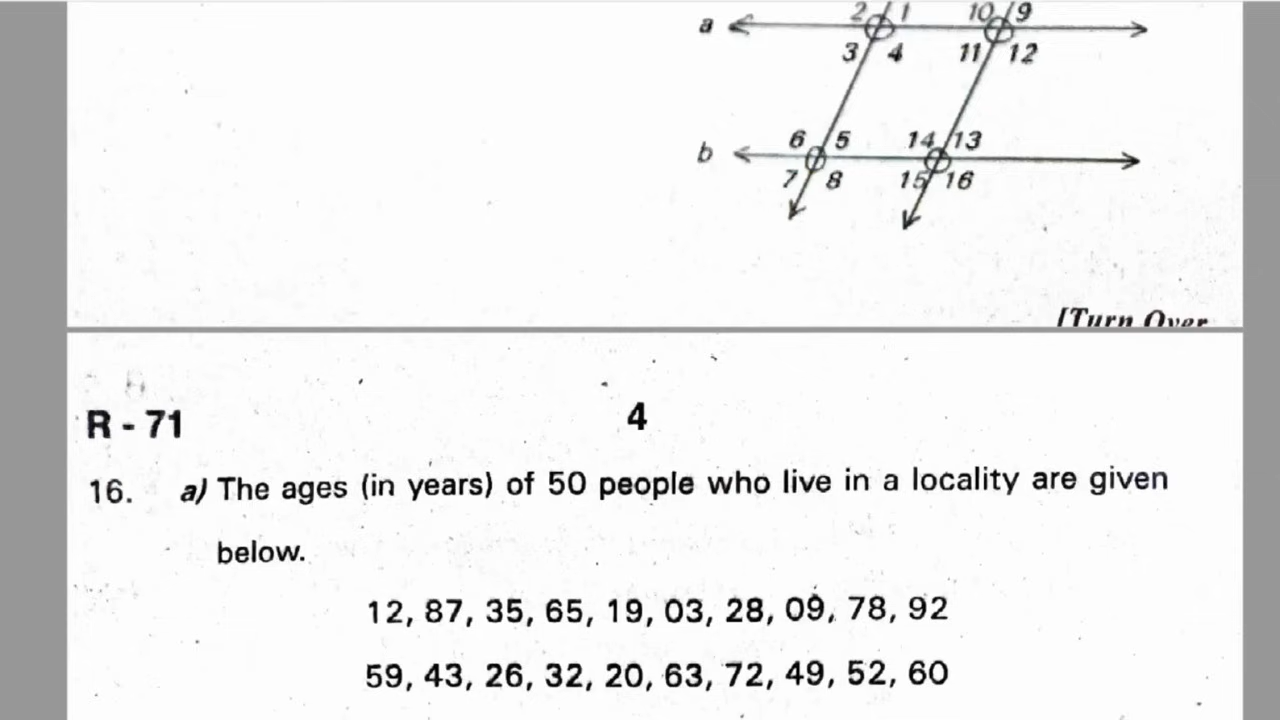 2 1 10 9
a
3 4 11 12
6 5 14 13
b
7 8 15 16
[Turn Over
R - 71
4
16. a) The ages (in years) of 50 people who live in a locality are given
below.
12, 87, 35, 65, 19, 03, 28, 09, 78, 92
59, 43, 26, 32, 20, 63, 72, 49, 52, 60